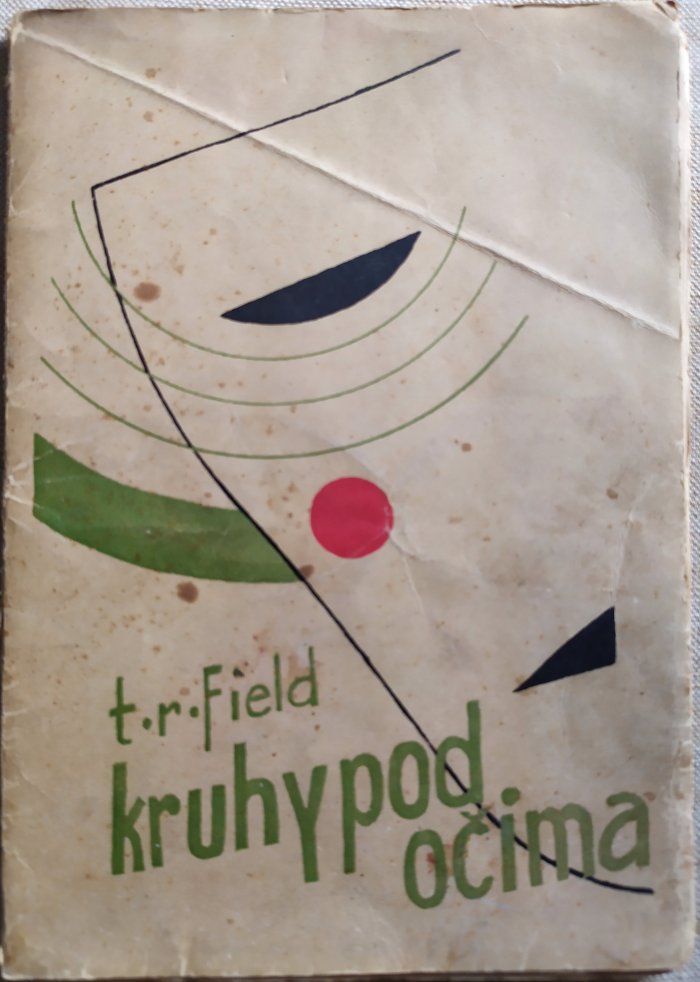 t.r.field
kruhy pod
očima